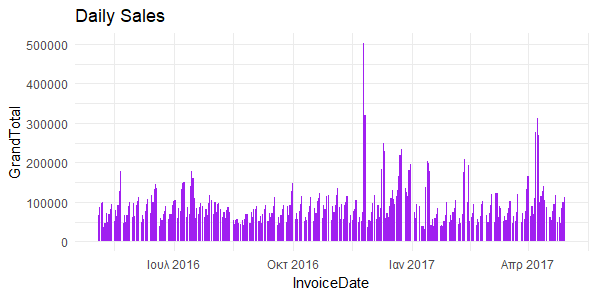 Daily Sales
GrandTotal
500000
400000
300000
200000
100000
0
Ιουλ 2016
Οκτ 2016
Ιαν 2017
Απρ 2017
InvoiceDate